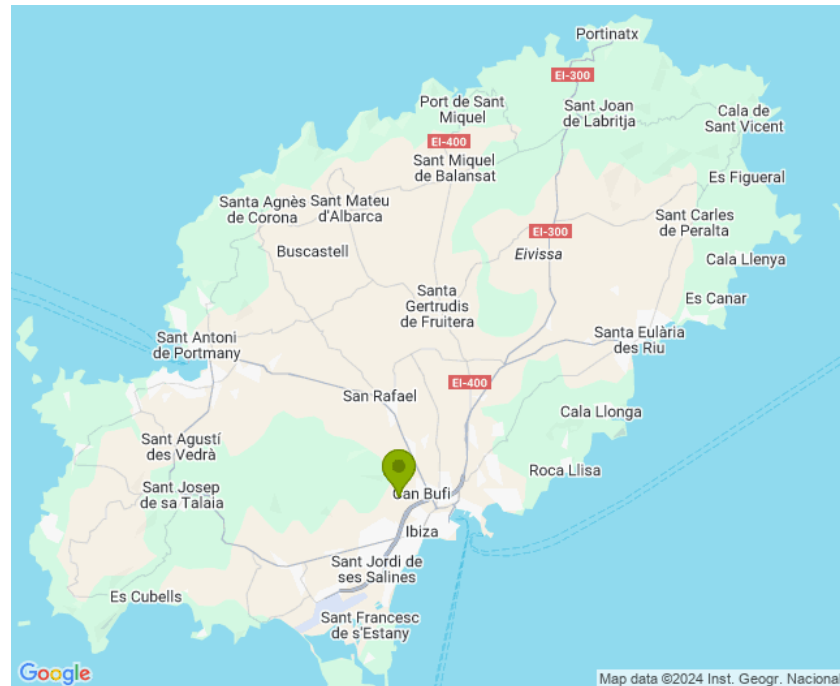 Portinatx
EI-300
Port de Sant
Miquel
Sant Joan
de Labritja
Cala de
Sant Vicent
EI-400
Sant Miquel
de Balansat
Es Figueral
Santa Agnès
de Corona
Sant Mateu
d'Albarca
Sant Carles
de Peralta
EI-300
Buscastell
Eivissa
Cala Llenya
Santa
Gertrudis
de Fruitera
Es Canar
Sant Antoni
de Portmany
Santa Eulària
des Riu
EI-400
San Rafael
Cala Llonga
Sant Agustí
des Vedrà
Roca Llisa
Sant Josep
de sa Talaia
Can Bufi
Ibiza
Sant Jordi de
ses Salines
Es Cubells
Sant Francesc
de s'Estany
Google
Map data ©2024 Inst. Geogr. Nacional